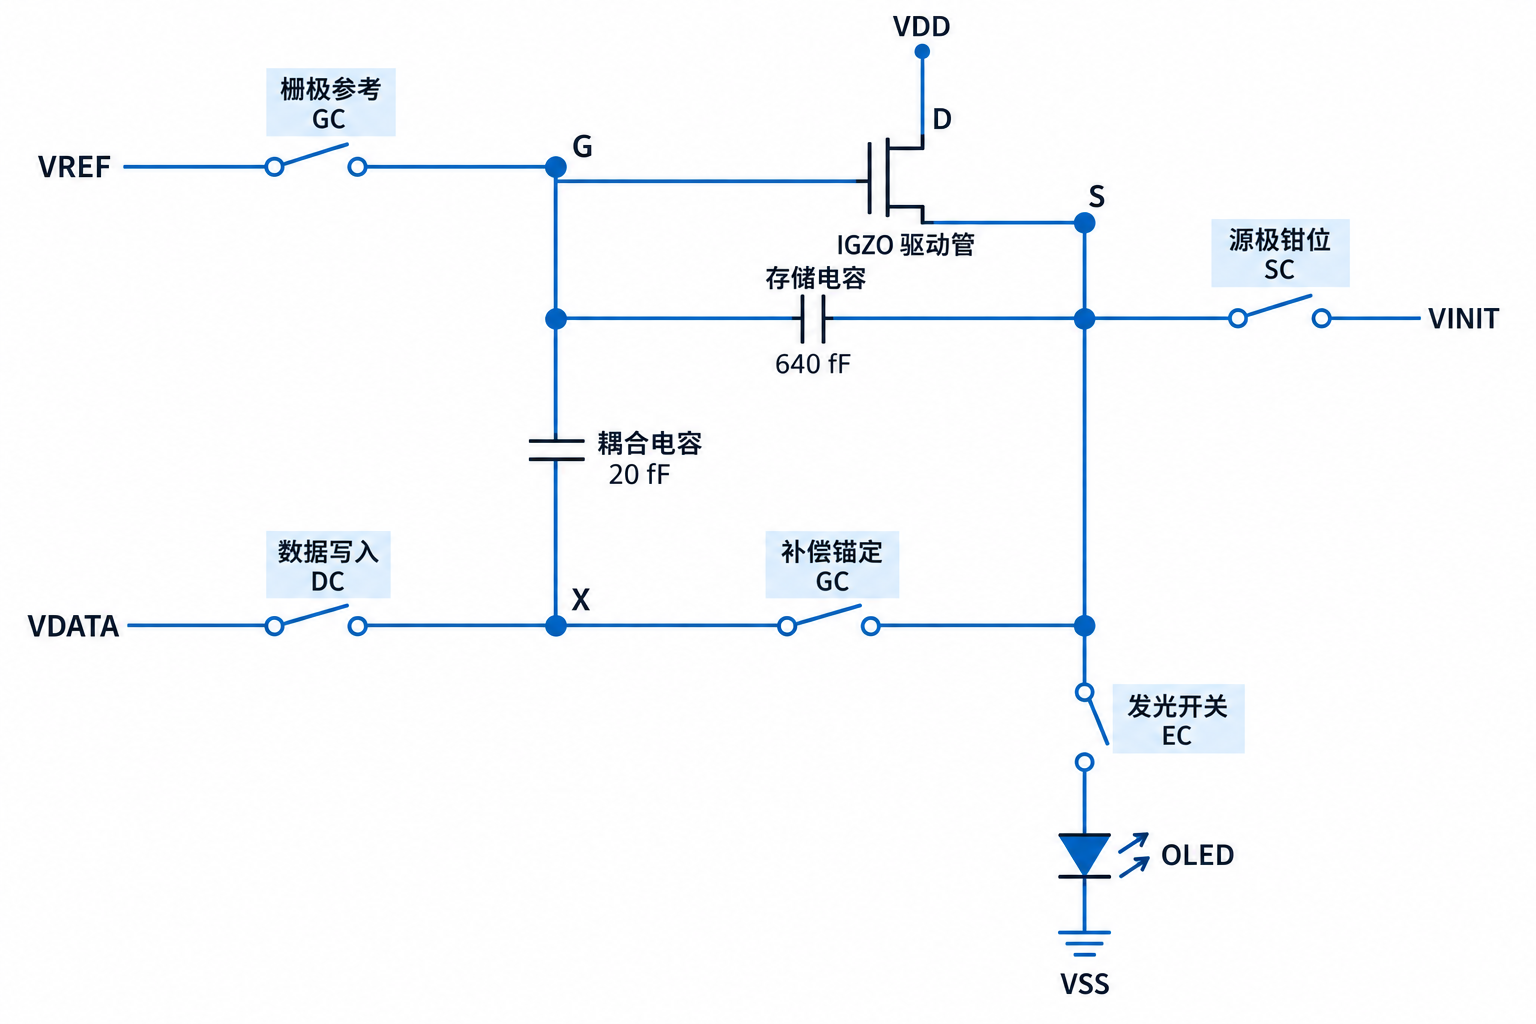 VDD
栅极参考
GC
D
G
VREF
S
IGZO 驱动管
源极钳位
SC
存储电容
VINIT
640 fF
耦合电容
20 fF
数据写入
DC
补偿锚定
GC
X
VDATA
发光开关
EC
OLED
VSS